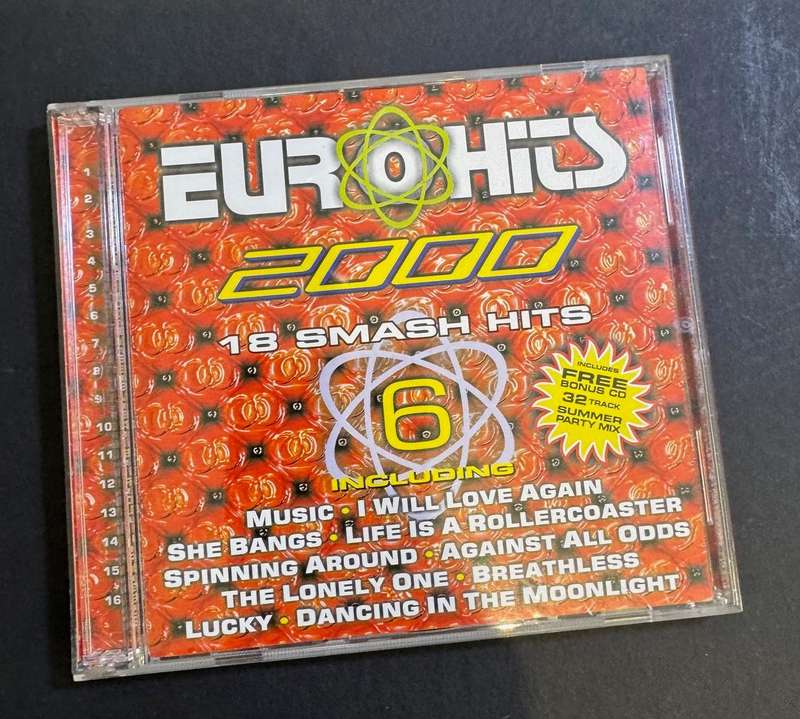 EUROHiTS
2000
18 SMASH HITS
6
INCLUDES
FREE
BONUS CD
32 TRACK
SUMMER
PARTY MIX
INCLUDING
MUSIC · I WILL LOVE AGAIN
SHE BANGS · LIFE IS A ROLLERCOASTER
SPINNING AROUND · AGAINST ALL ODDS
THE LONELY ONE · BREATHLESS
LUCKY · DANCING IN THE MOONLIGHT
1
2
3
4
5
6
7
8
9
10
11
12
13
14
15
16